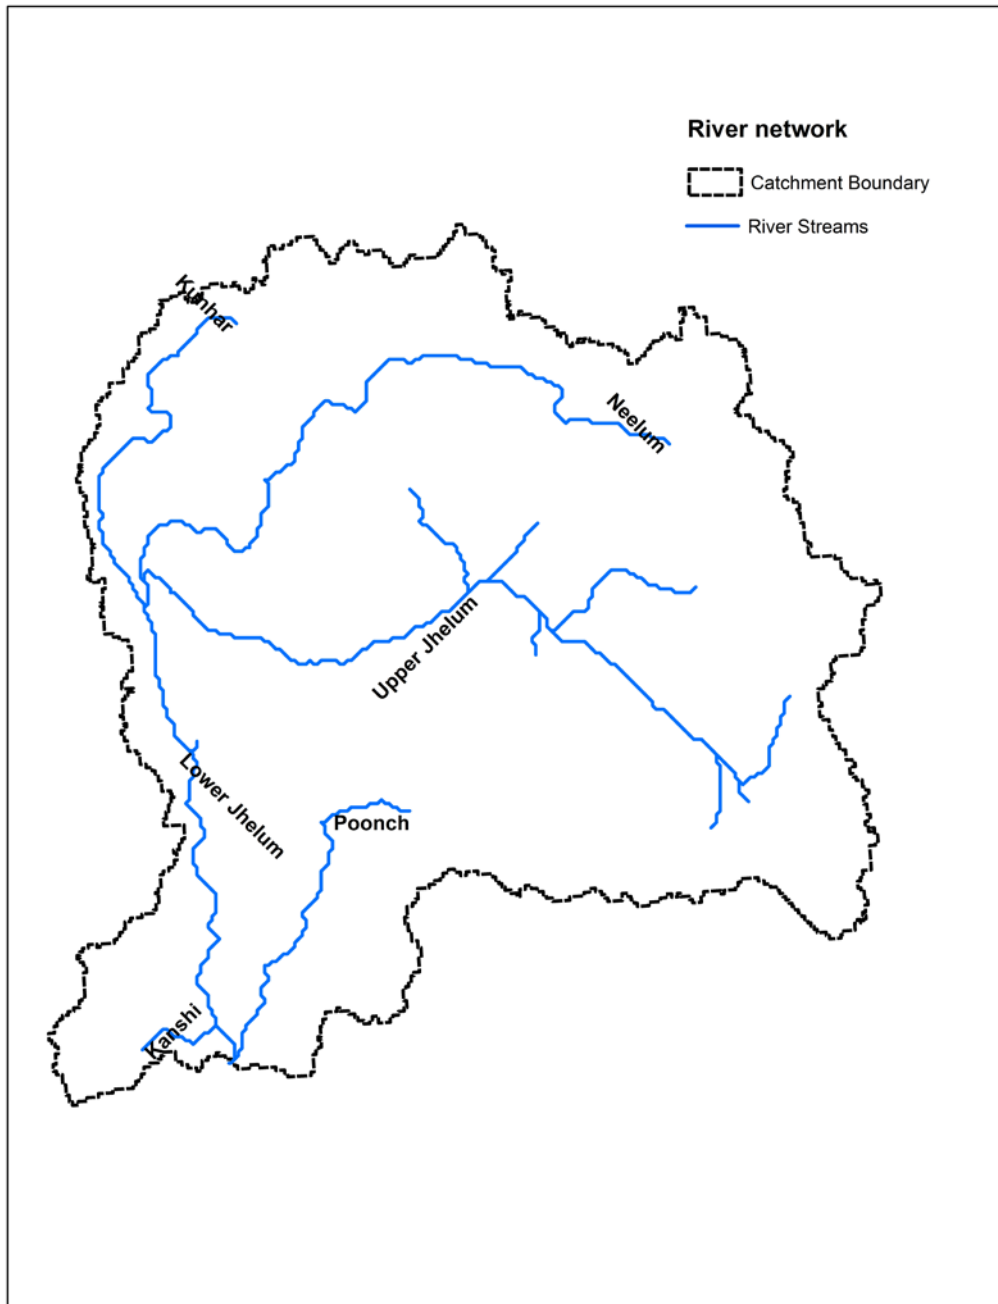 River network
Catchment Boundary
River Streams
Kunhar
Neelum
Upper Jhelum
Lower Jhelum
Poonch
Kanshi